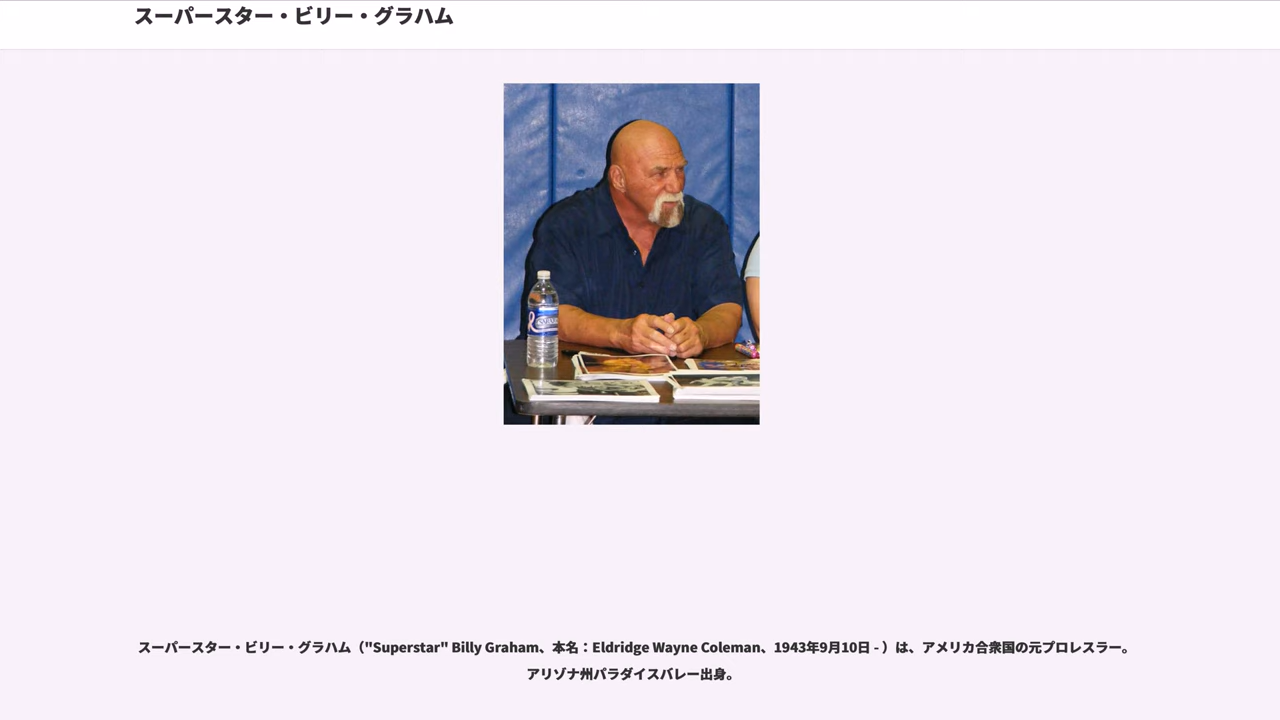 スーパースター・ビリー・グラハム
スーパースター・ビリー・グラハム（"Superstar" Billy Graham、本名：Eldridge Wayne Coleman、1943年9月10日 - ）は、アメリカ合衆国の元プロレスラー。
アリゾナ州パラダイスバレー出身。